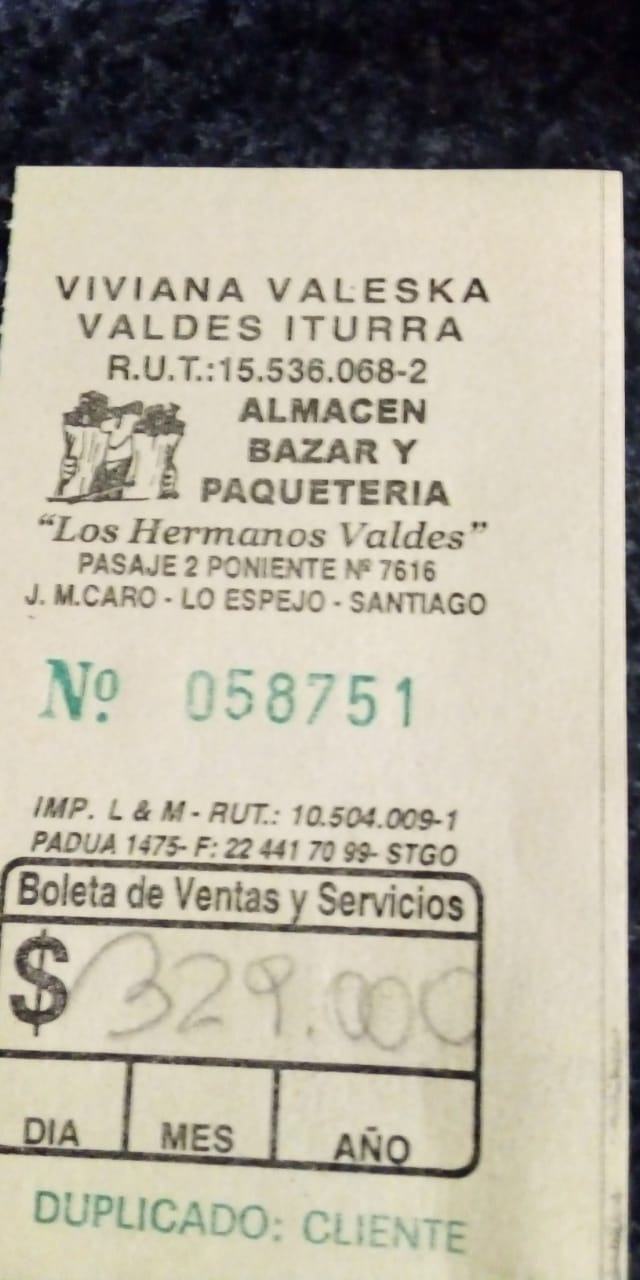 VIVIANA VALESKA
VALDES ITURRA
R.U.T.:15.536.068-2
ALMACEN
BAZAR Y
PAQUETERIA
“Los Hermanos Valdes”
PASAJE 2 PONIENTE Nº 7616
J. M.CARO - LO ESPEJO - SANTIAGO
Nº 058751
IMP. L & M - RUT.: 10.504.009-1
PADUA 1475- F: 22 441 70 99- STGO
Boleta de Ventas y Servicios
$ 329.000
DIA MES AÑO
DUPLICADO: CLIENTE